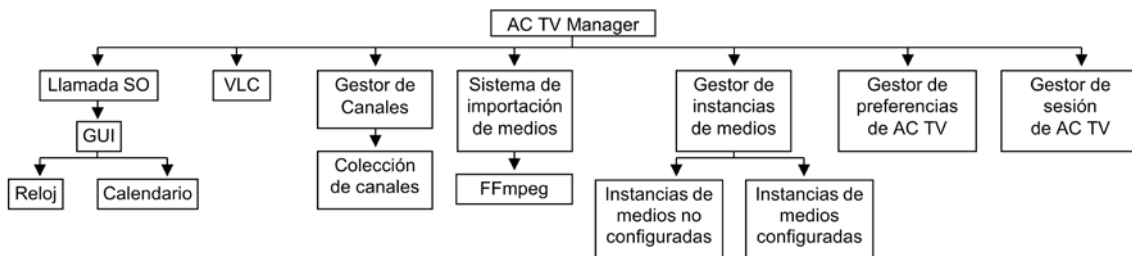 AC TV Manager
Llamada SO
VLC
Gestor de
Canales
Sistema de
importación
de medios
Gestor de
instancias
de medios
Gestor de
preferencias
de AC TV
Gestor de
sesión
de AC TV
GUI
Colección
de canales
Reloj
Calendario
FFmpeg
Instancias de
medios no
configuradas
Instancias de
medios
configuradas